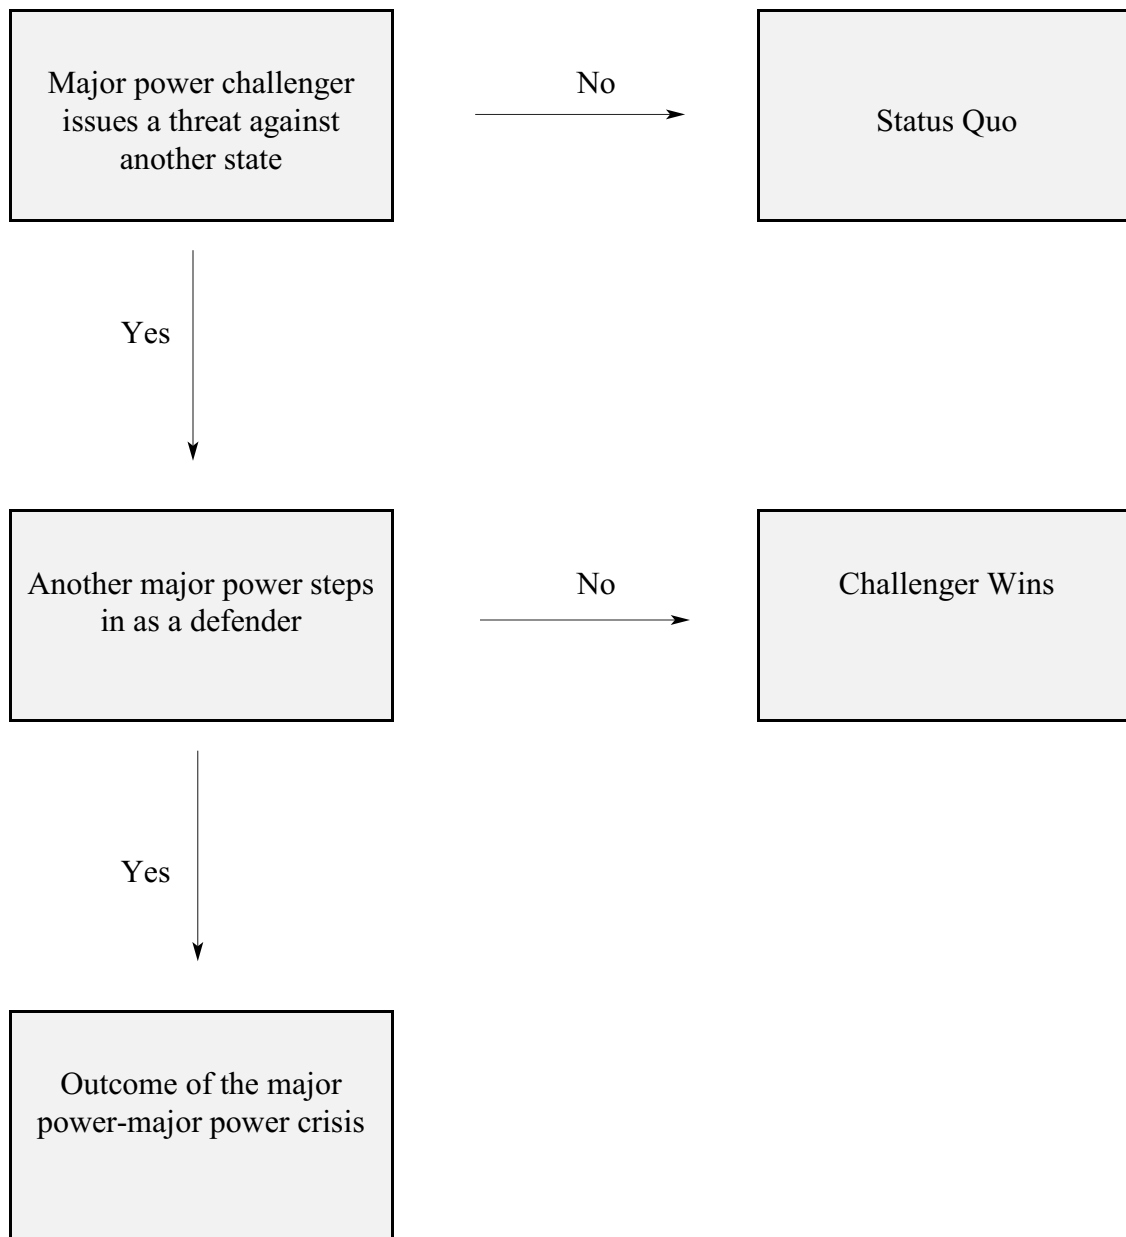 Major power challenger
issues a threat against
another state
No
Status Quo
Yes
Another major power steps
in as a defender
No
Challenger Wins
Yes
Outcome of the major
power-major power crisis